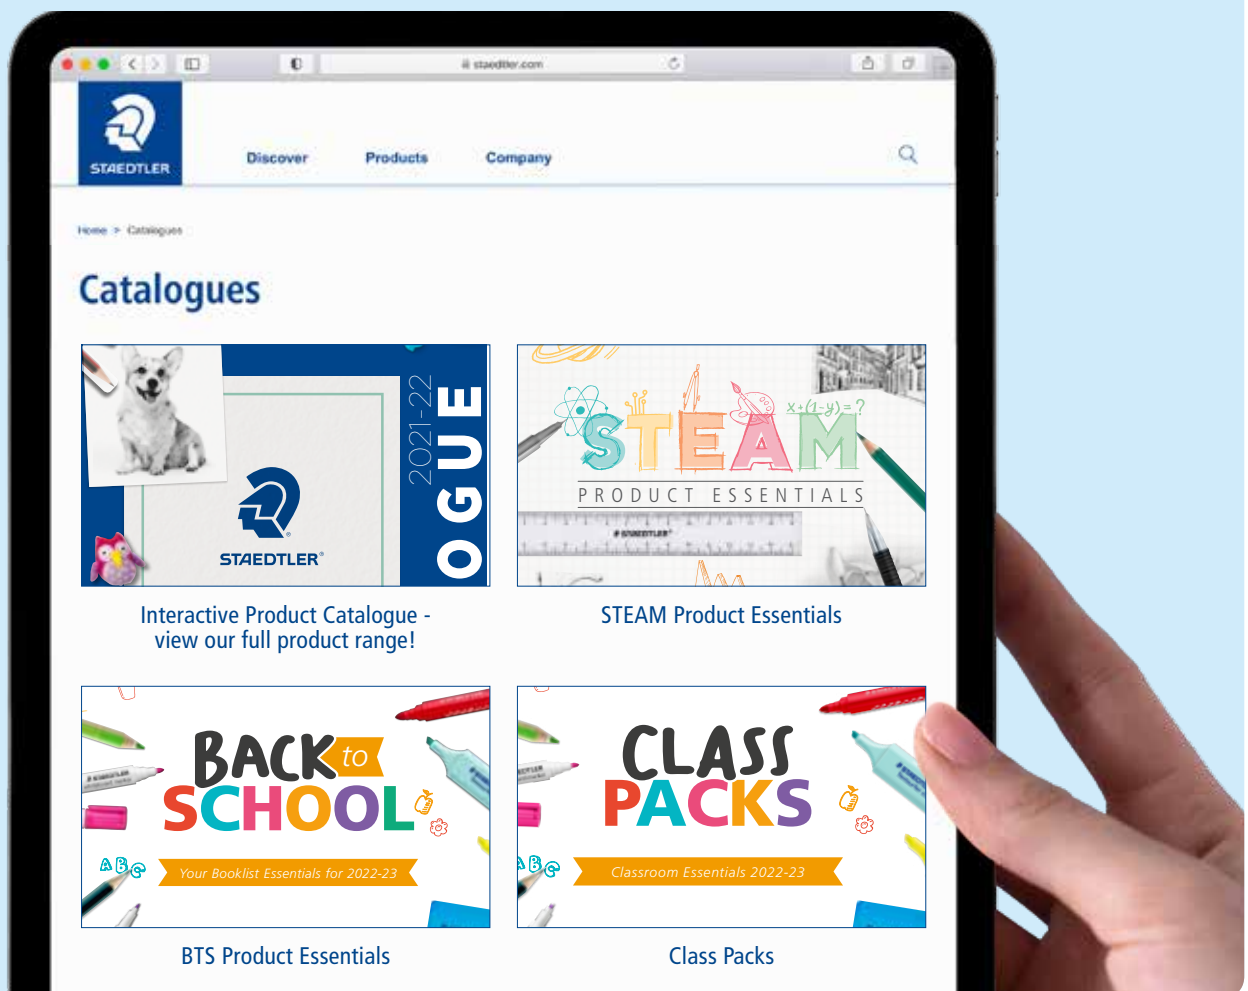 staedtler.com
STAEDTLER
Discover
Products
Company
Home > Catalogues
Catalogues
2021-22
OGUE
STAEDTLER®
Interactive Product Catalogue -
view our full product range!
x+(1-y)=?
STEAM
PRODUCT ESSENTIALS
STAEDTLER
STEAM Product Essentials
BACK to
SCHOOL
STAEDTLER
ABC
Your Booklist Essentials for 2022-23
BTS Product Essentials
CLASS
PACKS
ABC
Classroom Essentials 2022-23
Class Packs